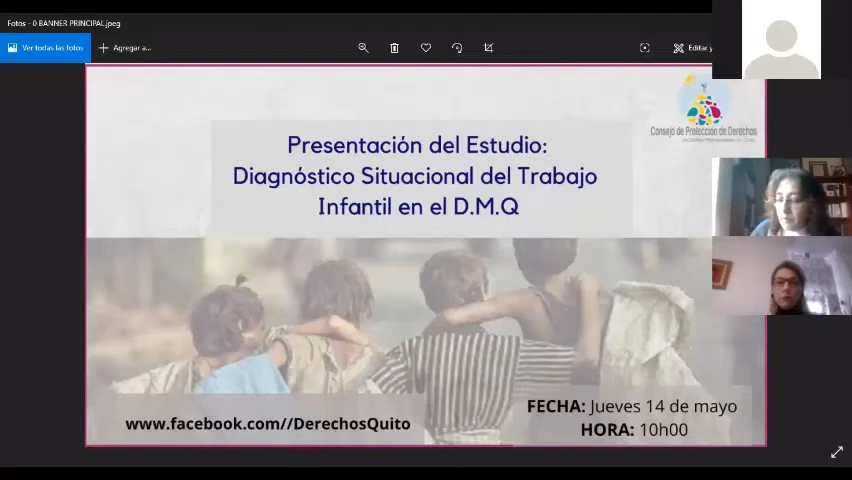 Fotos - 0 BANNER PRINCIPAL.jpeg
Ver todas las fotos
Agregar a...
Editar y
Consejo de Protección de Derechos
Presentación del Estudio:
Diagnóstico Situacional del Trabajo
Infantil en el D.M.Q
www.facebook.com//DerechosQuito
FECHA: Jueves 14 de mayo
HORA: 10h00